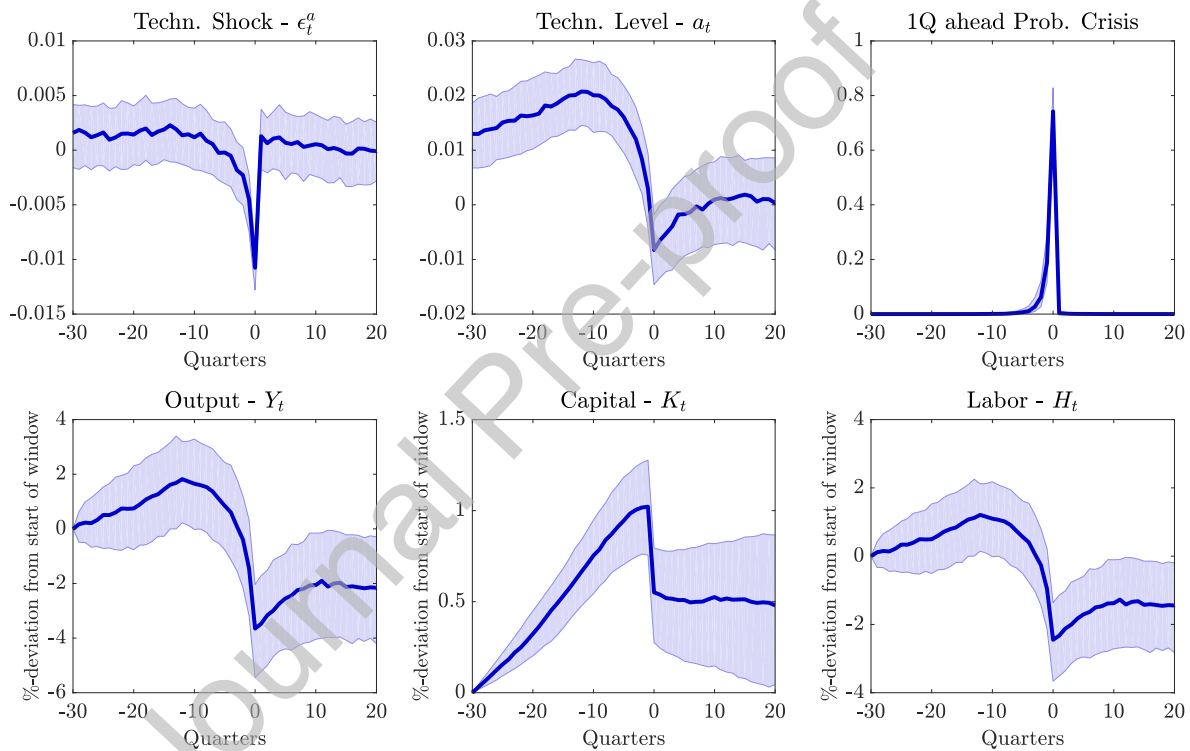 Techn. Shock - ϵₜᵃ
Techn. Level - aₜ
1Q ahead Prob. Crisis
0.01
0.005
0
-0.005
-0.01
-0.015
-30 -20 -10 0 10 20
Quarters
0.03
0.02
0.01
0
-0.01
-0.02
-30 -20 -10 0 10 20
Quarters
1
0.8
0.6
0.4
0.2
0
-30 -20 -10 0 10 20
Quarters
Output - Yₜ
Capital - Kₜ
Labor - Hₜ
%-deviation from start of window
4
2
0
-2
-4
-6
-30 -20 -10 0 10 20
Quarters
%-deviation from start of window
1.5
1
0.5
0
-30 -20 -10 0 10 20
Quarters
%-deviation from start of window
4
2
0
-2
-4
-30 -20 -10 0 10 20
Quarters
Journal Pre-proof